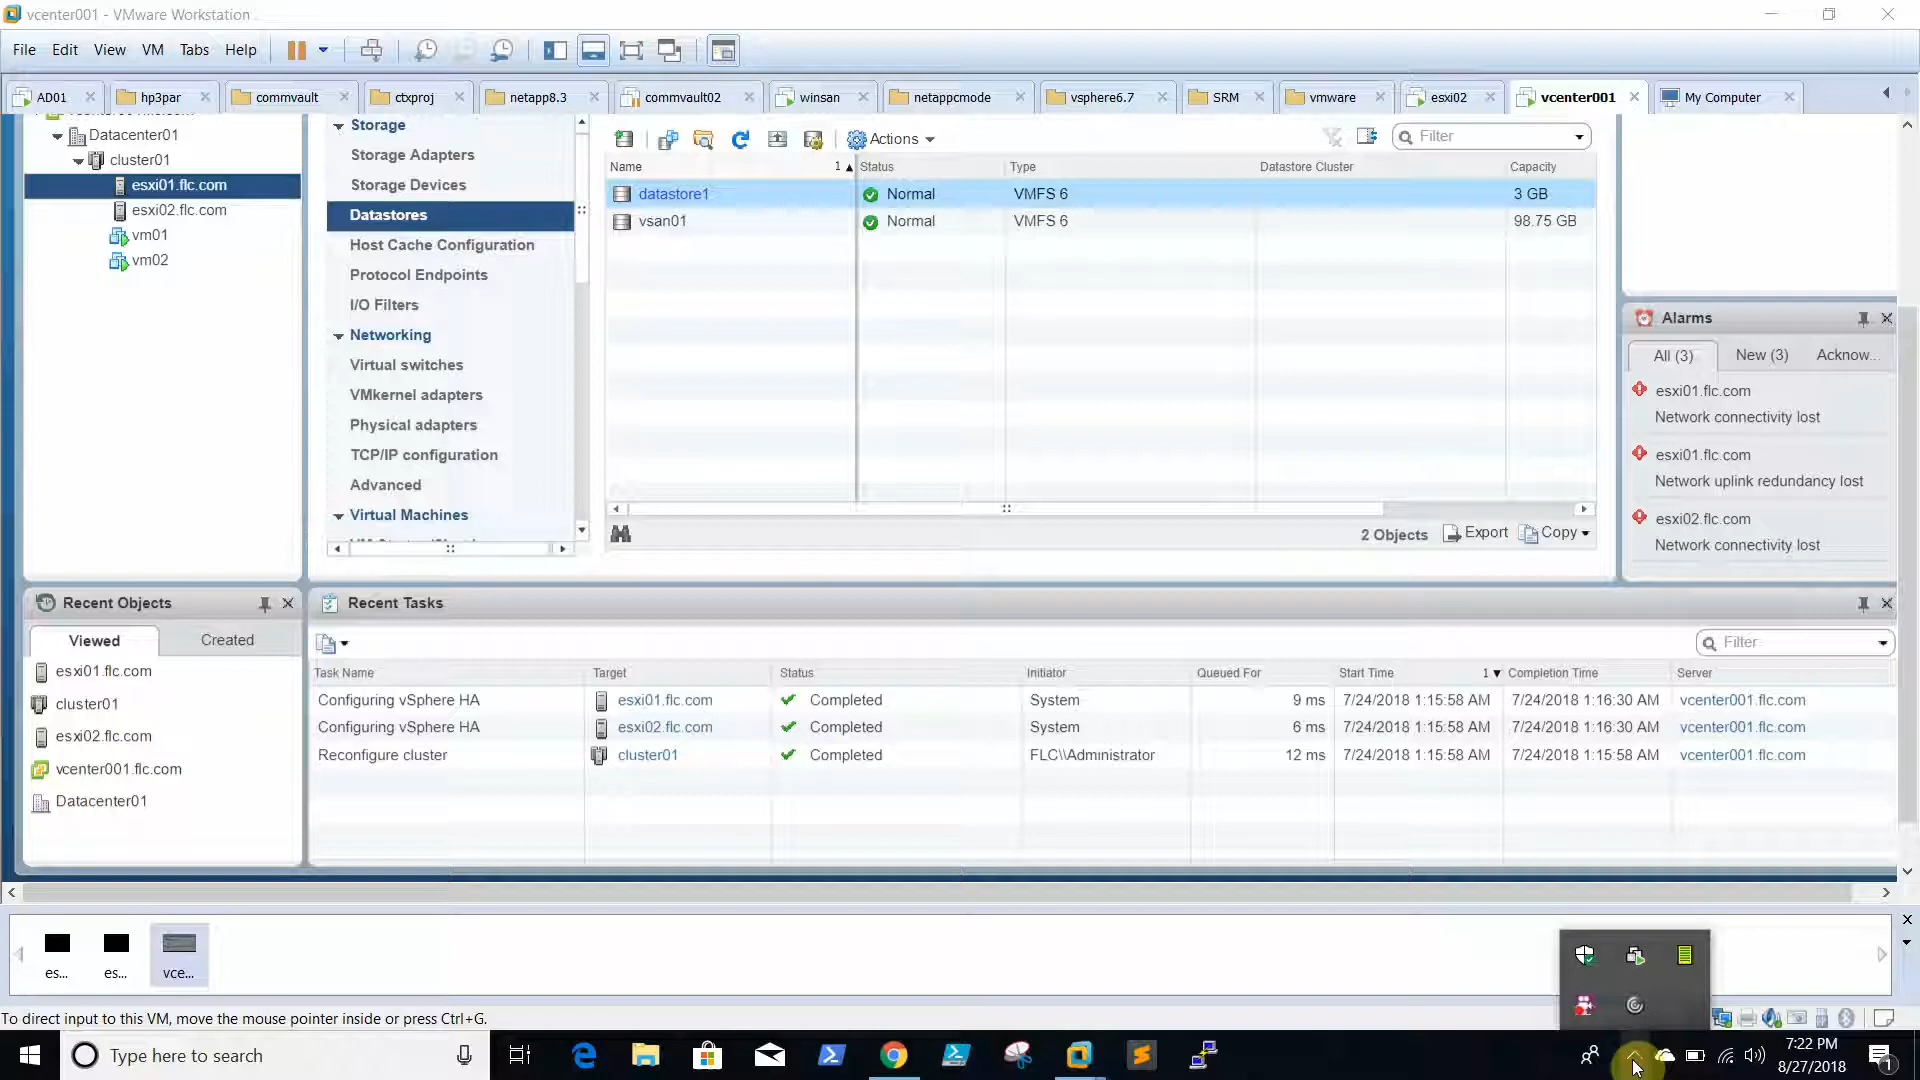 vcenter001 - VMware Workstation
File Edit View VM Tabs Help
AD01 hp3par commvault ctxproj netapp8.3 commvault02 winsan netappcmode vsphere6.7 SRM vmware esxi02 vcenter001 My Computer
Datacenter01
cluster01
esxi01.flc.com
esxi02.flc.com
vm01
vm02
Storage
Storage Adapters
Storage Devices
Datastores
Host Cache Configuration
Protocol Endpoints
I/O Filters
Networking
Virtual switches
VMkernel adapters
Physical adapters
TCP/IP configuration
Advanced
Virtual Machines
Actions Filter
Name 1 Status Type Datastore Cluster Capacity
datastore1 Normal VMFS 6 3 GB
vsan01 Normal VMFS 6 98.75 GB
2 Objects Export Copy
Alarms
All (3) New (3) Acknow...
esxi01.flc.com
Network connectivity lost
esxi01.flc.com
Network uplink redundancy lost
esxi02.flc.com
Network connectivity lost
Recent Objects
Viewed Created
esxi01.flc.com
cluster01
esxi02.flc.com
vcenter001.flc.com
Datacenter01
Recent Tasks
Filter
Task Name Target Status Initiator Queued For Start Time 1 Completion Time Server
Configuring vSphere HA esxi01.flc.com Completed System 9 ms 7/24/2018 1:15:58 AM 7/24/2018 1:16:30 AM vcenter001.flc.com
Configuring vSphere HA esxi02.flc.com Completed System 6 ms 7/24/2018 1:15:58 AM 7/24/2018 1:16:30 AM vcenter001.flc.com
Reconfigure cluster cluster01 Completed FLC\\Administrator 12 ms 7/24/2018 1:15:58 AM 7/24/2018 1:15:58 AM vcenter001.flc.com
es... es... vce...
To direct input to this VM, move the mouse pointer inside or press Ctrl+G.
Type here to search
7:22 PM
8/27/2018
1